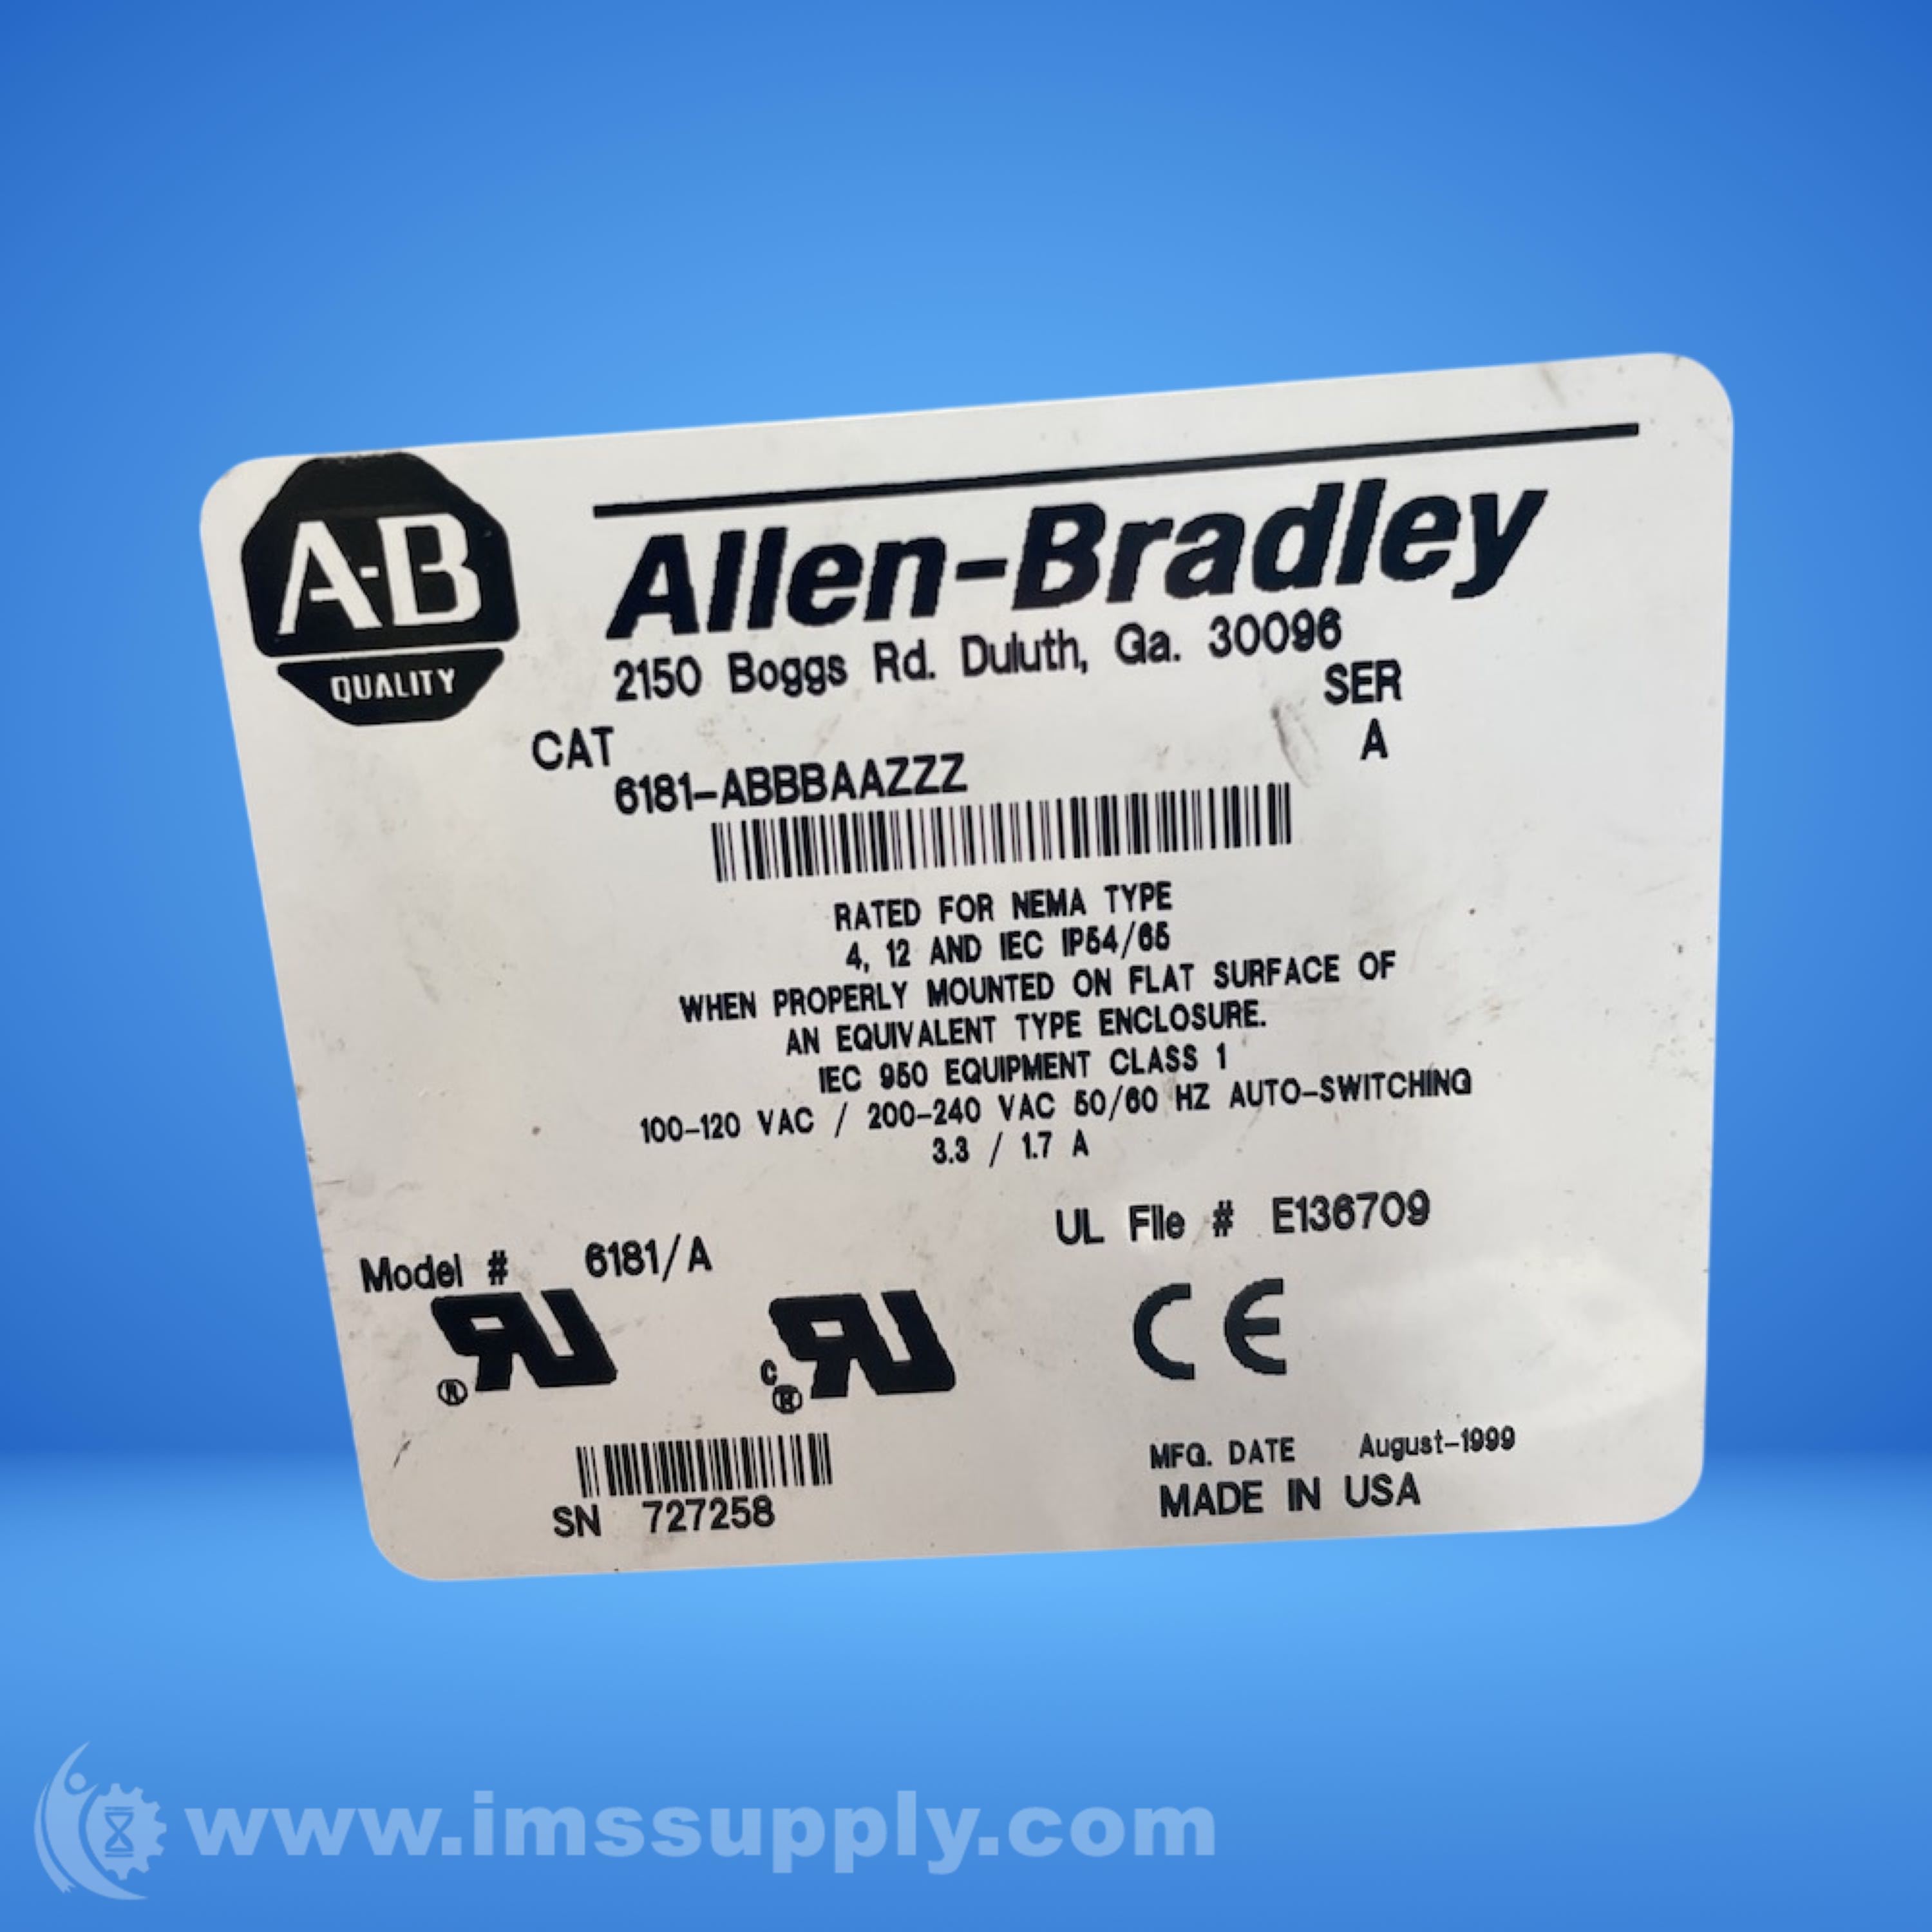 A-B
QUALITY
Allen-Bradley
2150 Boggs Rd. Duluth, Ga. 30096
CAT
SER
6181-ABBBAAZZZ
A
RATED FOR NEMA TYPE
4, 12 AND IEC IP54/65
WHEN PROPERLY MOUNTED ON FLAT SURFACE OF
AN EQUIVALENT TYPE ENCLOSURE.
IEC 950 EQUIPMENT CLASS 1
100-120 VAC / 200-240 VAC 50/60 HZ AUTO-SWITCHING
3.3 / 1.7 A
Model # 6181/A
UL File # E136709
CE
MFG. DATE August-1999
MADE IN USA
SN 727258
www.imssupply.com